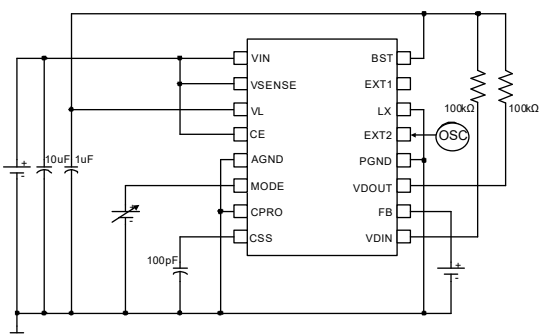 VIN
BST
VSENSE
EXT1
VL
LX
100kΩ
100kΩ
CE
EXT2
OSC
10uF
1uF
AGND
PGND
MODE
VDOUT
CPRO
FB
CSS
VDIN
100pF
+
-
+
-
+
-